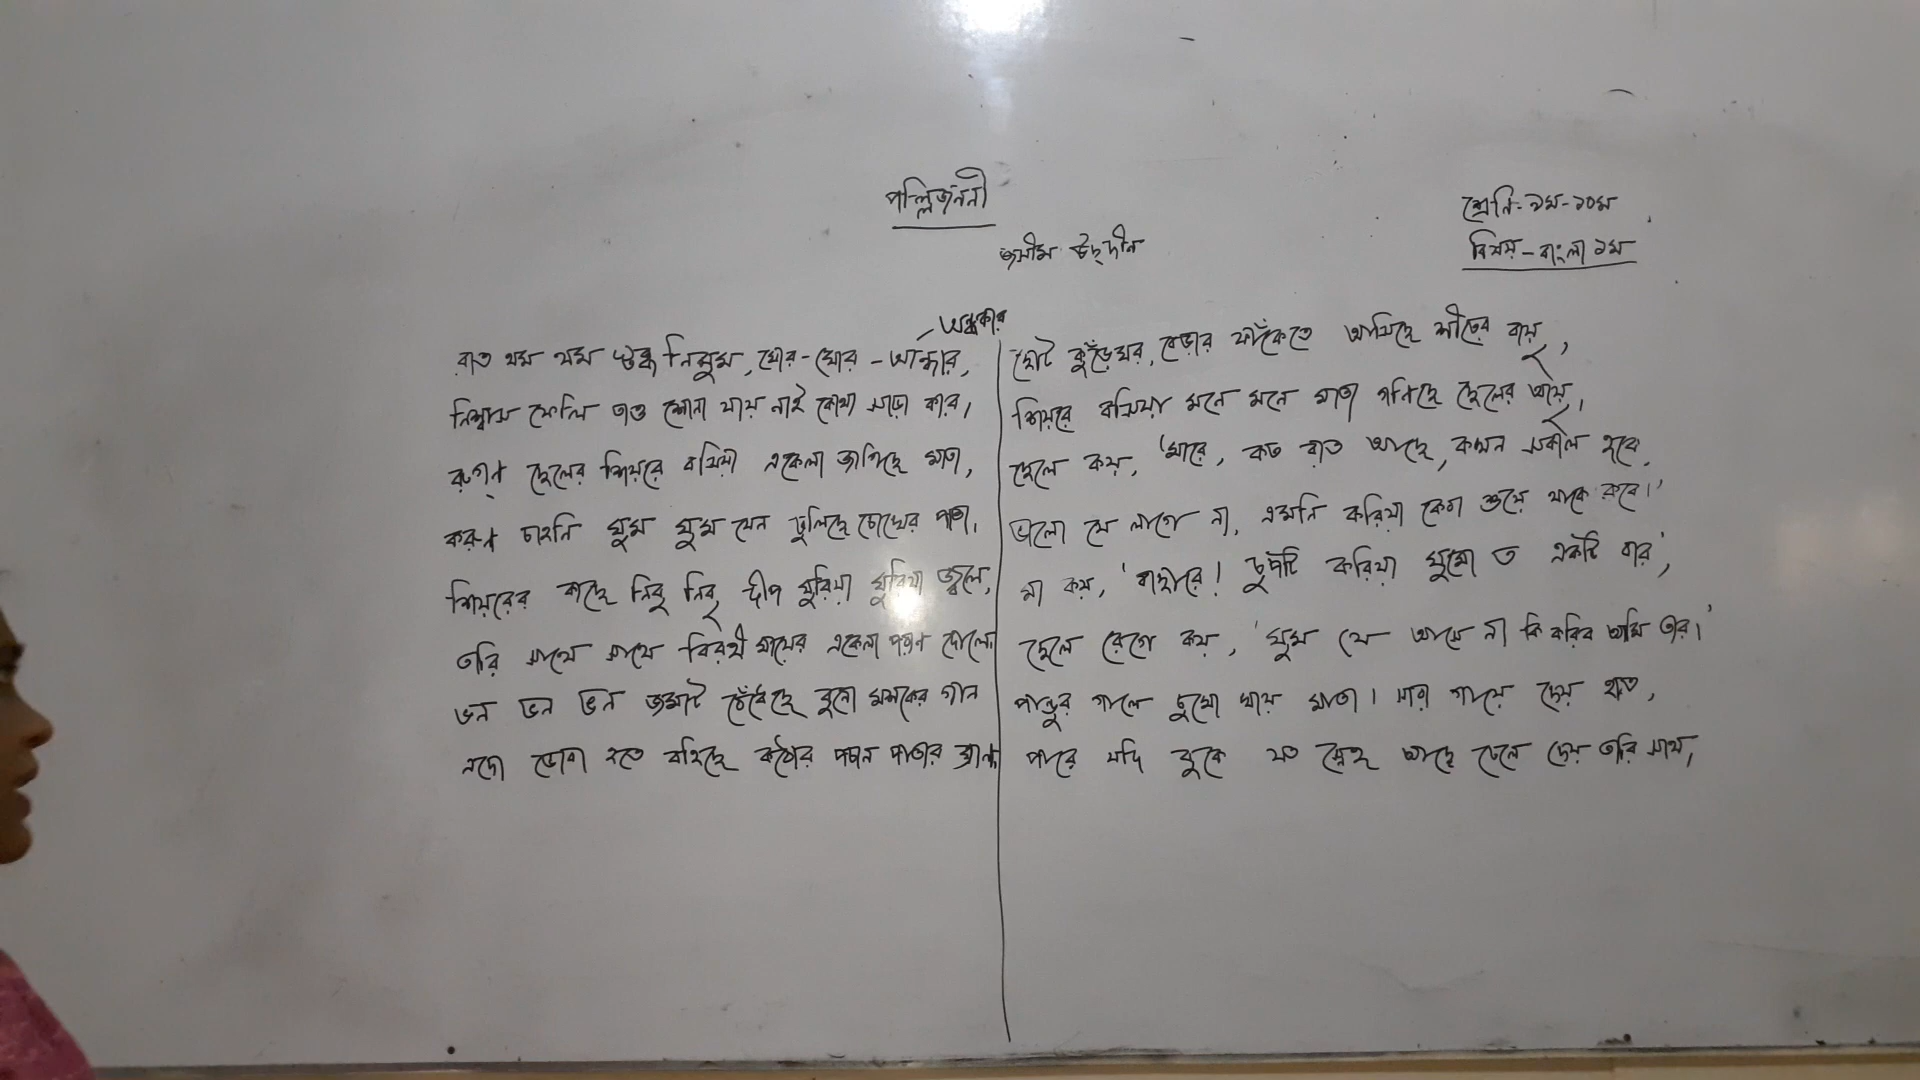 পল্লিজননী
জসীম উদ্‌দীন
শ্রেণি-৯ম-১০ম
বিষয়-বাংলা ১ম
অন্ধকার
রাত থম থম স্তব্ধ নিঝুম, ঘোর-ঘোর-আন্ধার,
নিশ্বাস ফেলি তাও শোনা যায় নাই কোথা সাড়া কার।
রুগ্‌ণ ছেলের শিয়রে বসিয়া একেলা জাগিছে মাতা,
করুণ চাহনি ঘুম ঘুম যেন ঢুলিছে চোখের পাতা।
শিয়রের কাছে নিবু নিবু দীপ ঘুরিয়া ঘুরিয়া জ্বলে,
তারি সাথে সাথে বিরহী মায়ের একেলা পরাণ দোলে।
ভন ভন ভন জমাট বেঁধেছে বুনো মশকের গান
এদো ডোবা হতে বহিছে কঠোর পচান পাতার ঘ্রাণ
ছোট কুঁড়েঘর, বেড়ার ফাঁকেতে আসিছে শীতের বায়ু,
শিয়রে বসিয়া মনে মনে মাতা গণিছে ছেলের আয়ু।
ছেলে কয়, 'মারে, কত রাত আছে, কখন সকাল হবে,
ভালো যে লাগে না, এমনি করিয়া কেবা শুয়ে থাকে কবে।'
মা কয়, 'বাছারে! চুপটি করিয়া ঘুমো ত একটি বার',
ছেলে রেগে কয়, 'ঘুম যে আসে না কি করিব আমি তার।'
পান্ডুর গালে চুমো খায় মাতা। সারা গায়ে দেয় হাত,
পারে যদি বুকে যত স্নেহ আছে ঢেলে দেয় তারি সাথ,